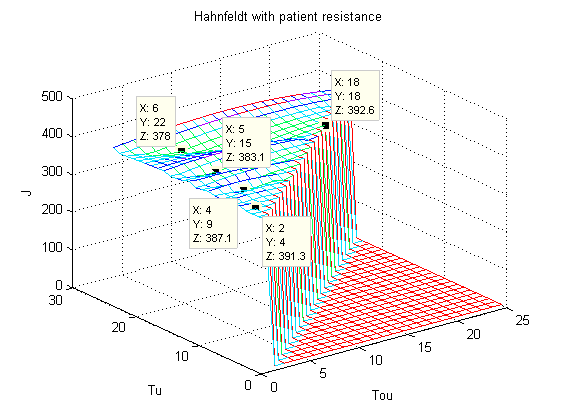 Hahnfeldt with patient resistance
X: 18
Y: 18
Z: 392.6
X: 6
Y: 22
Z: 378
X: 5
Y: 15
Z: 383.1
X: 4
Y: 9
Z: 387.1
X: 2
Y: 4
Z: 391.3
500
400
300
200
100
0
J
30
20
10
0
Tu
0
5
10
15
20
25
Tou